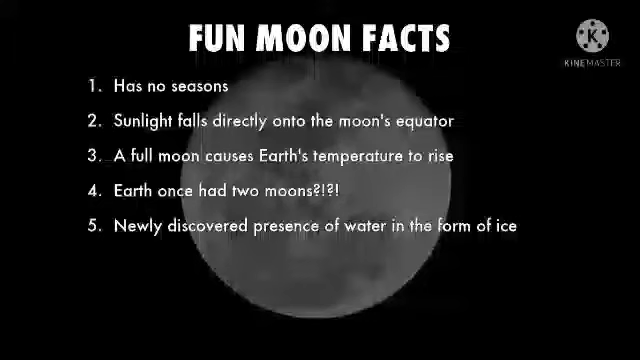 FUN MOON FACTS
K
KINEMASTER
1. Has no seasons
2. Sunlight falls directly onto the moon's equator
3. A full moon causes Earth's temperature to rise
4. Earth once had two moons?!?!
5. Newly discovered presence of water in the form of ice